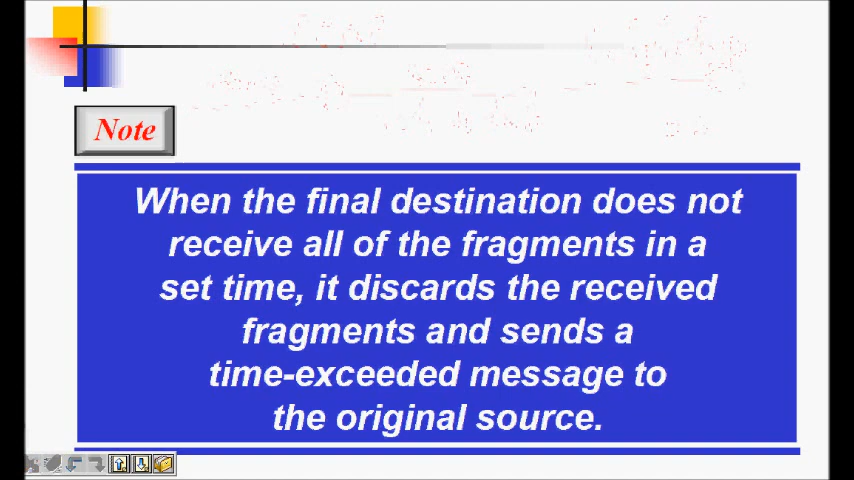 Note
When the final destination does not
receive all of the fragments in a
set time, it discards the received
fragments and sends a
time-exceeded message to
the original source.